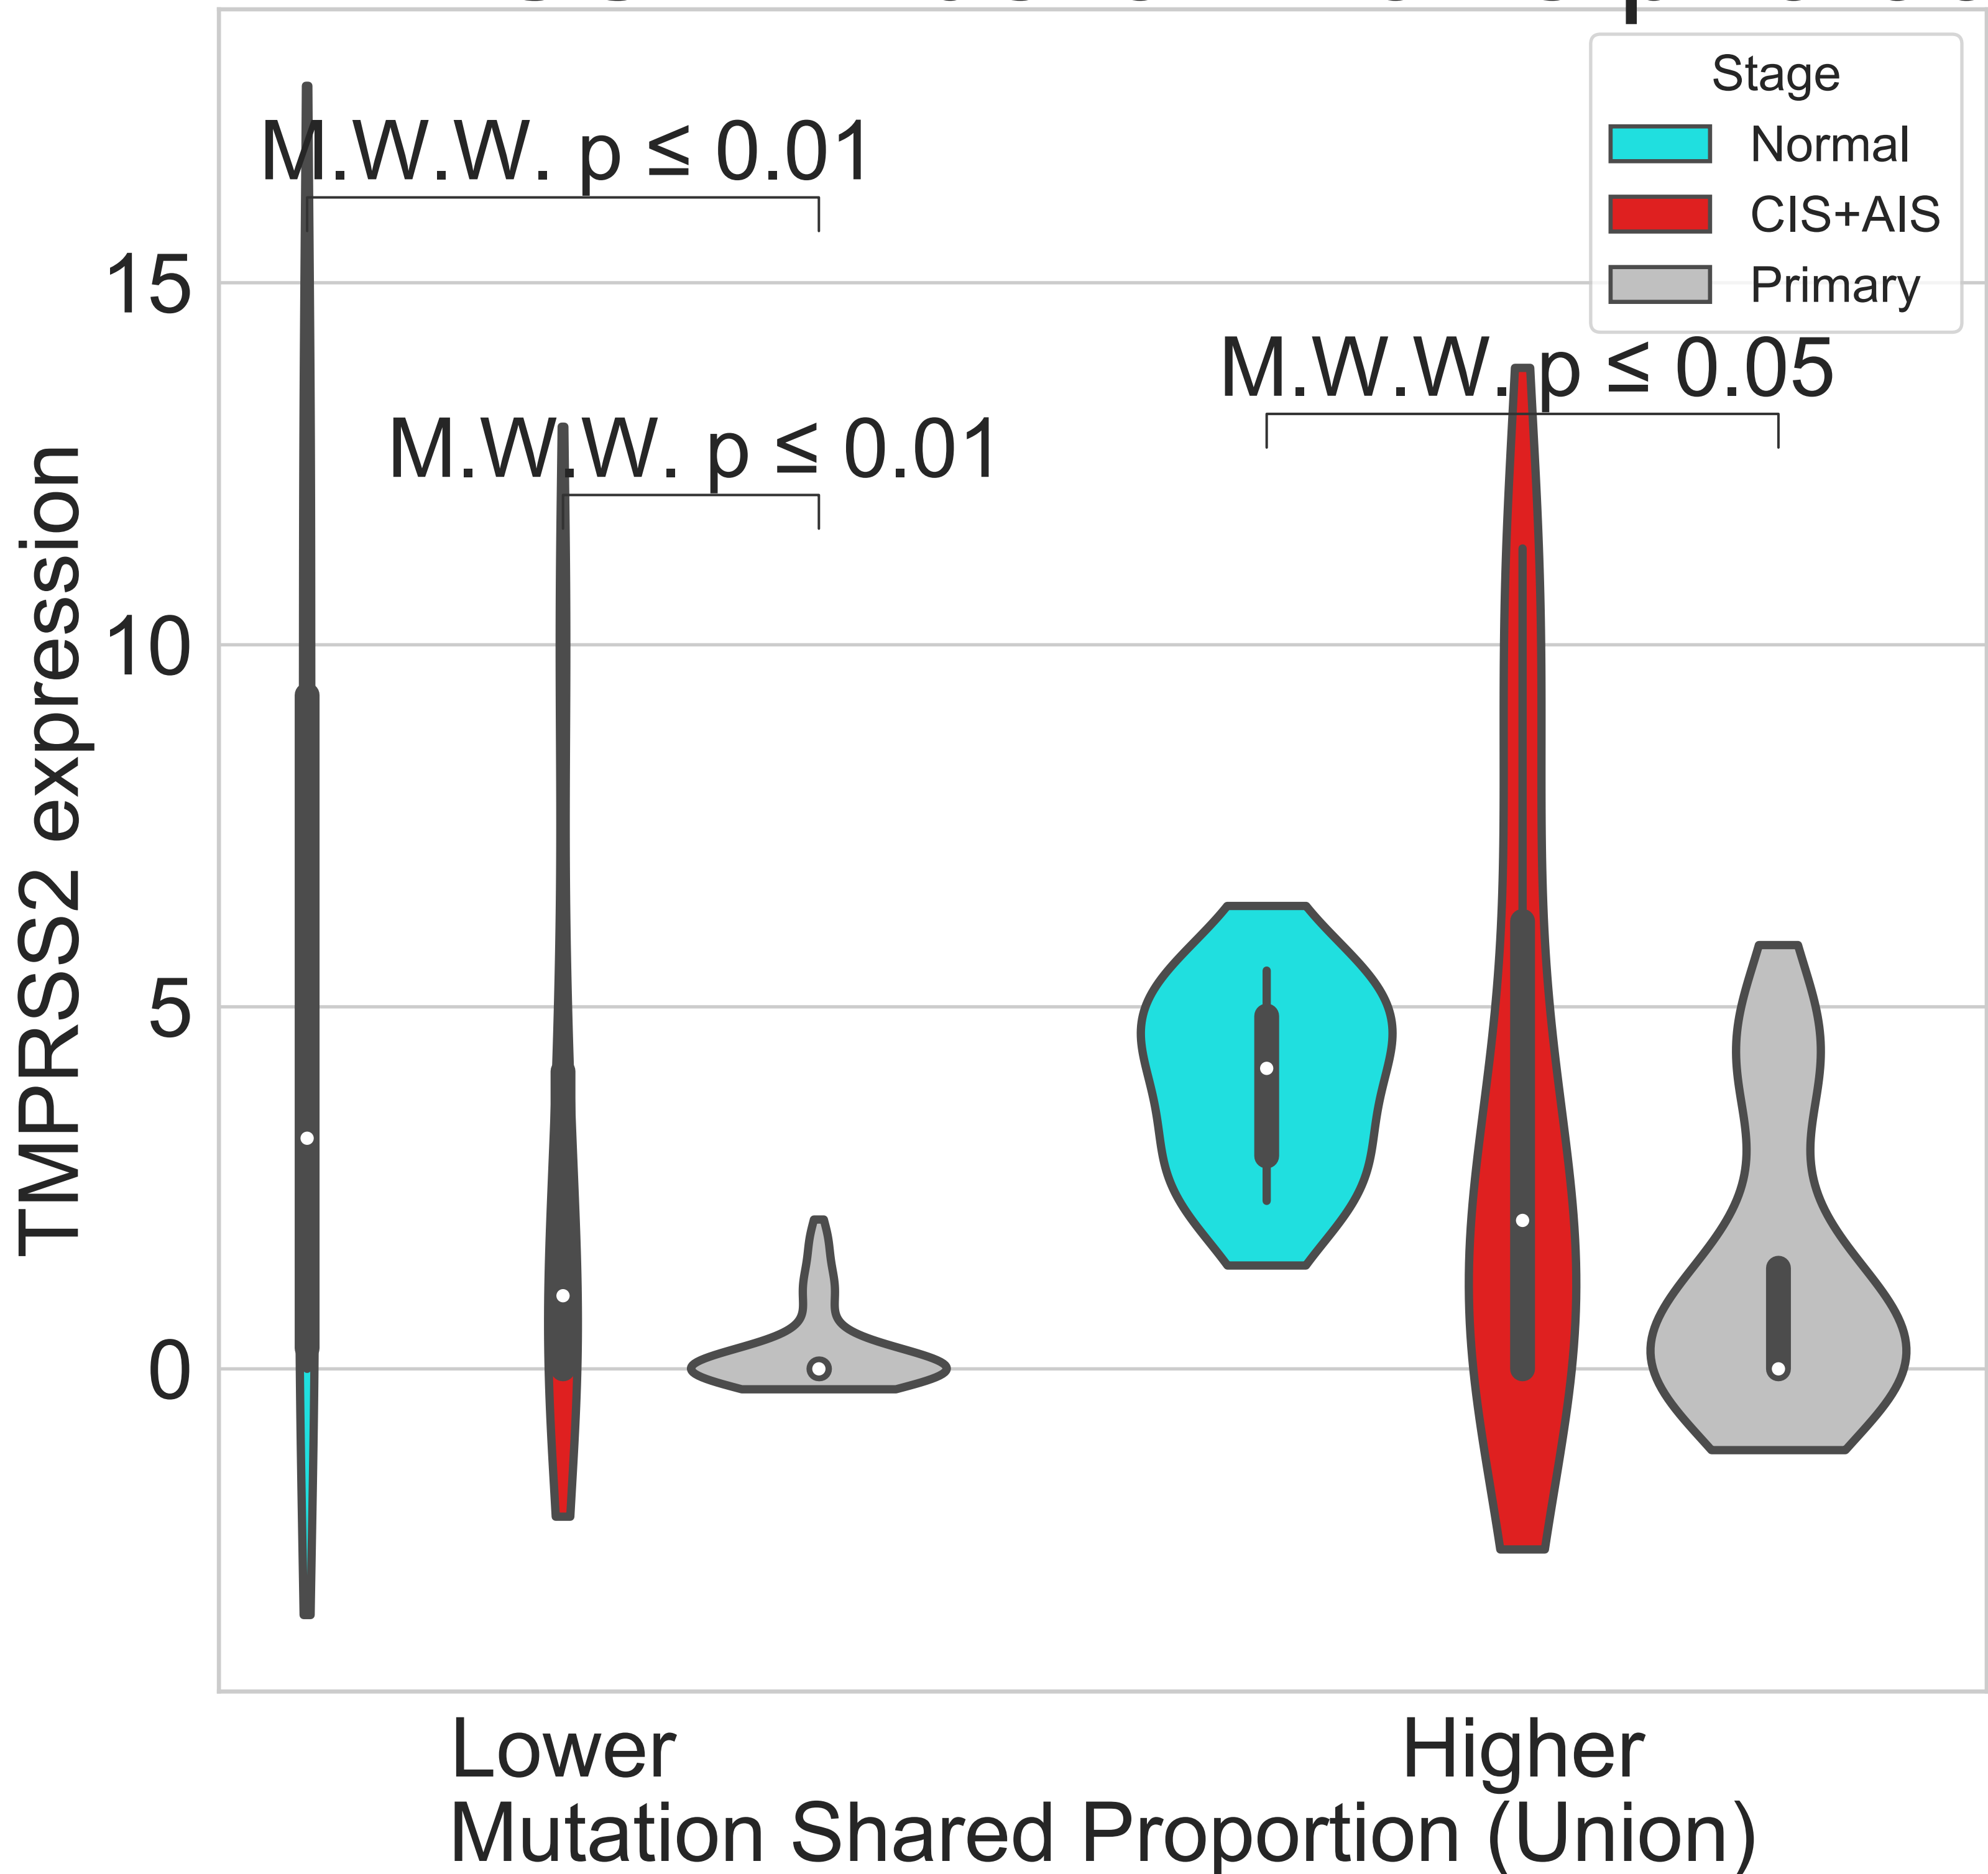 Stage
Normal
CIS+AIS
Primary
M.W.W. p ≤ 0.01
M.W.W. p ≤ 0.05
M.W.W. p ≤ 0.01
15
10
5
0
TMPRSS2 expression
Lower
Higher
Mutation Shared Proportion (Union)